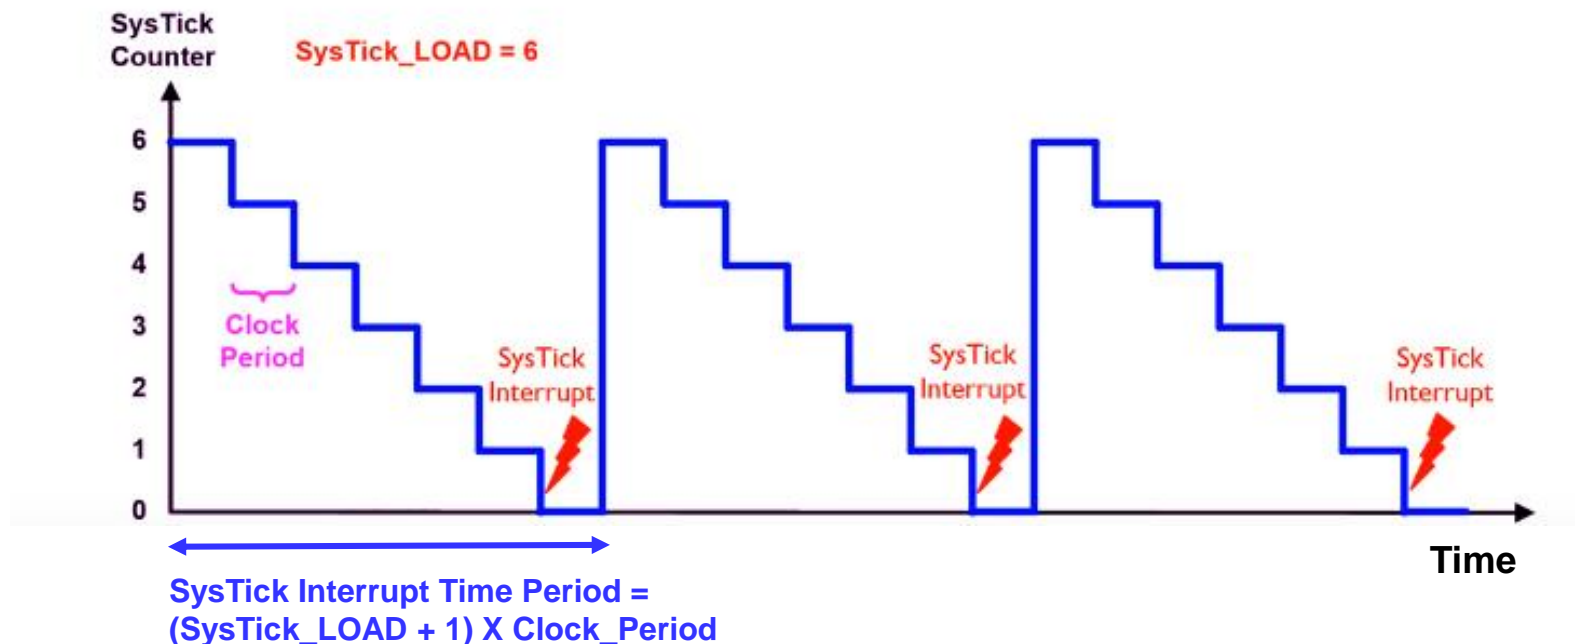 SysTick
Counter
SysTick_LOAD = 6
6
5
4
3
2
1
0
Clock
Period
SysTick
Interrupt
SysTick
Interrupt
SysTick
Interrupt
Time
SysTick Interrupt Time Period =
(SysTick_LOAD + 1) X Clock_Period